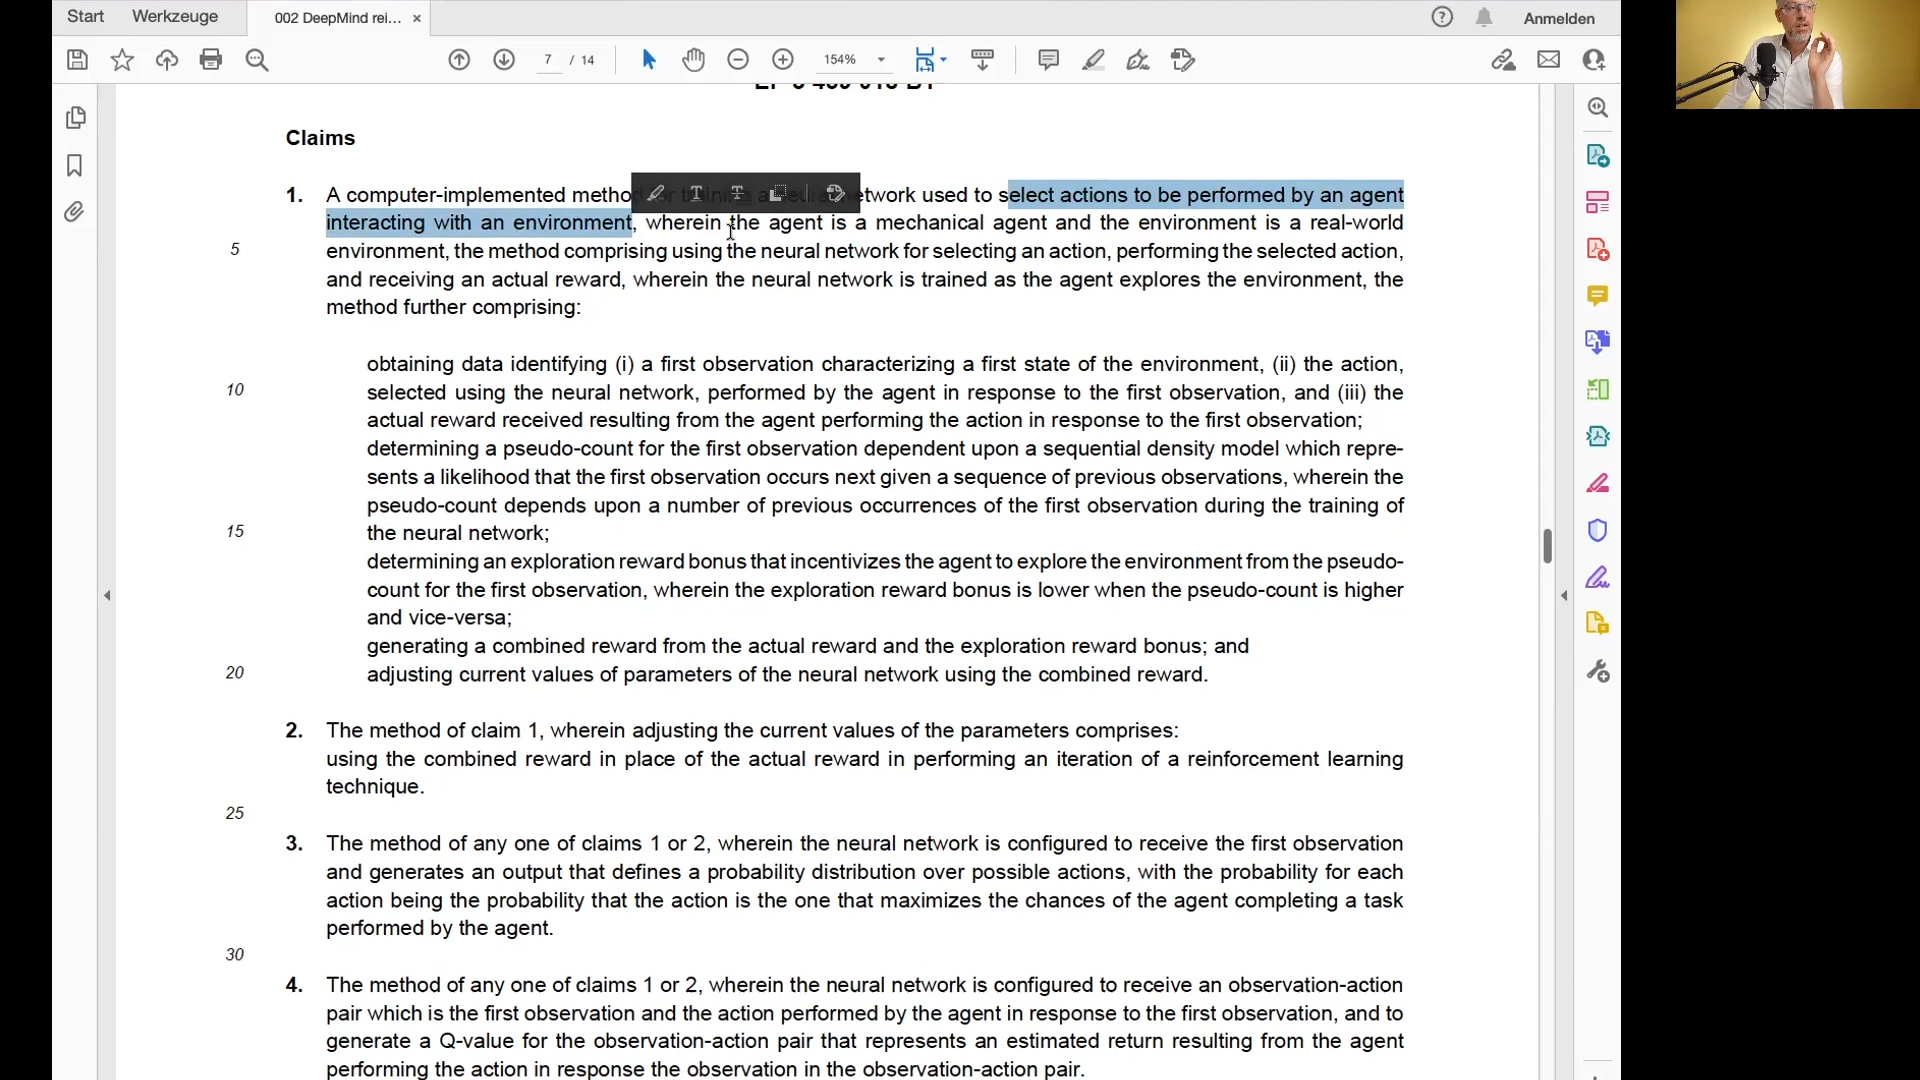 Start Werkzeuge 002 DeepMind rei... × Anmelden
7 / 14 154%
Claims
1. A computer-implemented method network used to select actions to be performed by an agent
interacting with an environment, wherein the agent is a mechanical agent and the environment is a real-world
5 environment, the method comprising using the neural network for selecting an action, performing the selected action,
and receiving an actual reward, wherein the neural network is trained as the agent explores the environment, the
method further comprising:
obtaining data identifying (i) a first observation characterizing a first state of the environment, (ii) the action,
10 selected using the neural network, performed by the agent in response to the first observation, and (iii) the
actual reward received resulting from the agent performing the action in response to the first observation;
determining a pseudo-count for the first observation dependent upon a sequential density model which repre-
sents a likelihood that the first observation occurs next given a sequence of previous observations, wherein the
pseudo-count depends upon a number of previous occurrences of the first observation during the training of
15 the neural network;
determining an exploration reward bonus that incentivizes the agent to explore the environment from the pseudo-
count for the first observation, wherein the exploration reward bonus is lower when the pseudo-count is higher
and vice-versa;
generating a combined reward from the actual reward and the exploration reward bonus; and
20 adjusting current values of parameters of the neural network using the combined reward.
2. The method of claim 1, wherein adjusting the current values of the parameters comprises:
using the combined reward in place of the actual reward in performing an iteration of a reinforcement learning
technique.
25
3. The method of any one of claims 1 or 2, wherein the neural network is configured to receive the first observation
and generates an output that defines a probability distribution over possible actions, with the probability for each
action being the probability that the action is the one that maximizes the chances of the agent completing a task
performed by the agent.
30
4. The method of any one of claims 1 or 2, wherein the neural network is configured to receive an observation-action
pair which is the first observation and the action performed by the agent in response to the first observation, and to
generate a Q-value for the observation-action pair that represents an estimated return resulting from the agent
performing the action in response the observation in the observation-action pair.